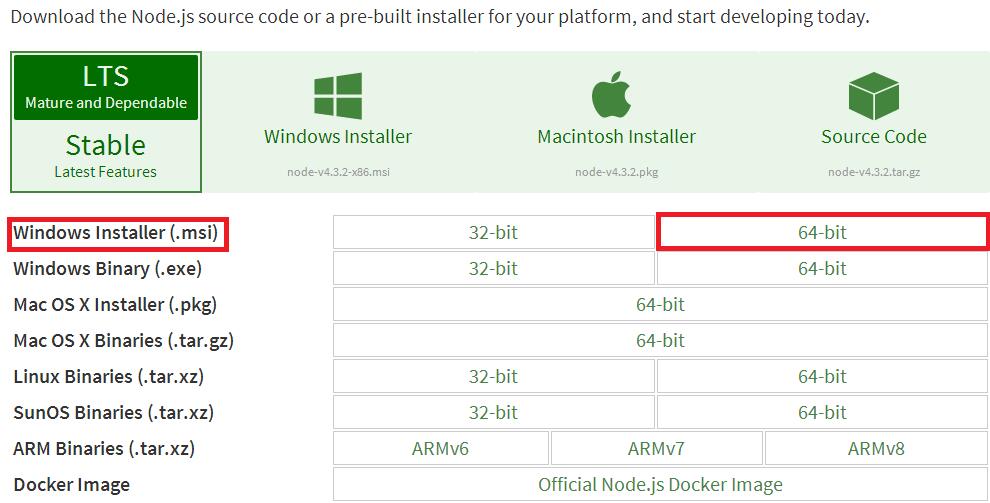 Download the Node.js source code or a pre-built installer for your platform, and start developing today.
LTS
Mature and Dependable
Stable
Latest Features
Windows Installer
node-v4.3.2-x86.msi
Macintosh Installer
node-v4.3.2.pkg
Source Code
node-v4.3.2.tar.gz
Windows Installer (.msi) 32-bit 64-bit
Windows Binary (.exe) 32-bit 64-bit
Mac OS X Installer (.pkg) 64-bit
Mac OS X Binaries (.tar.gz) 64-bit
Linux Binaries (.tar.xz) 32-bit 64-bit
SunOS Binaries (.tar.xz) 32-bit 64-bit
ARM Binaries (.tar.xz) ARMv6 ARMv7 ARMv8
Docker Image Official Node.js Docker Image